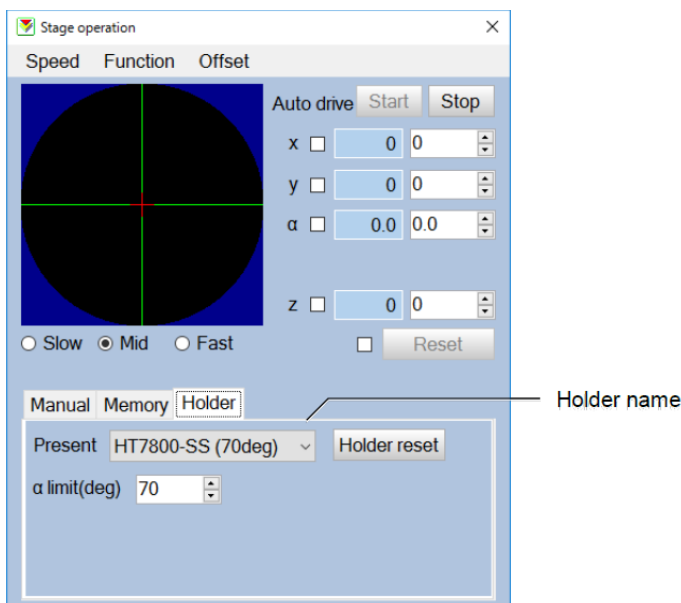 Stage operation
Speed Function Offset
Auto drive Start Stop
x 0 0
y 0 0
α 0.0 0.0
z 0 0
Slow Mid Fast Reset
Manual Memory Holder
Holder name
Present HT7800-SS (70deg) Holder reset
α limit(deg) 70